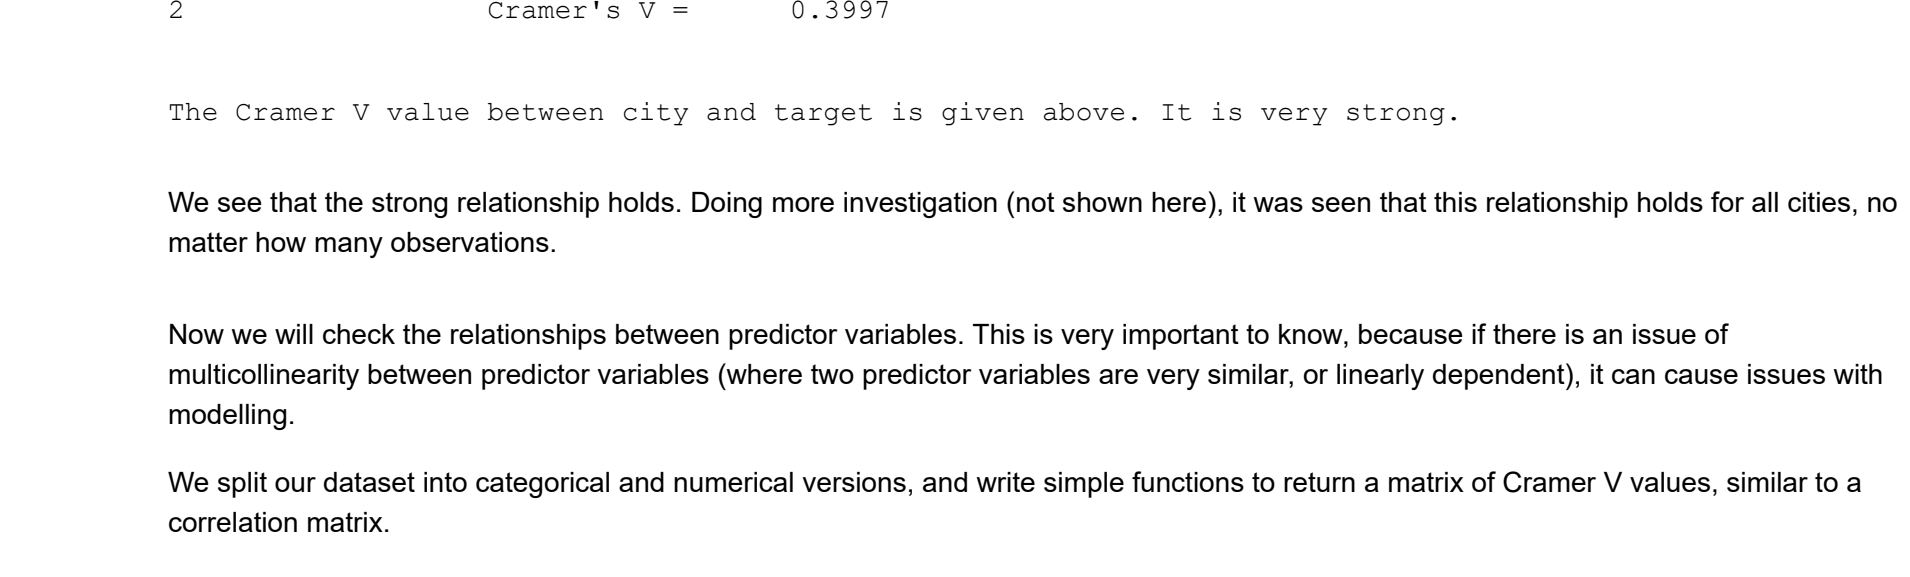 2 Cramer's V = 0.3997
The Cramer V value between city and target is given above. It is very strong.
We see that the strong relationship holds. Doing more investigation (not shown here), it was seen that this relationship holds for all cities, no
matter how many observations.
Now we will check the relationships between predictor variables. This is very important to know, because if there is an issue of
multicollinearity between predictor variables (where two predictor variables are very similar, or linearly dependent), it can cause issues with
modelling.
We split our dataset into categorical and numerical versions, and write simple functions to return a matrix of Cramer V values, similar to a
correlation matrix.